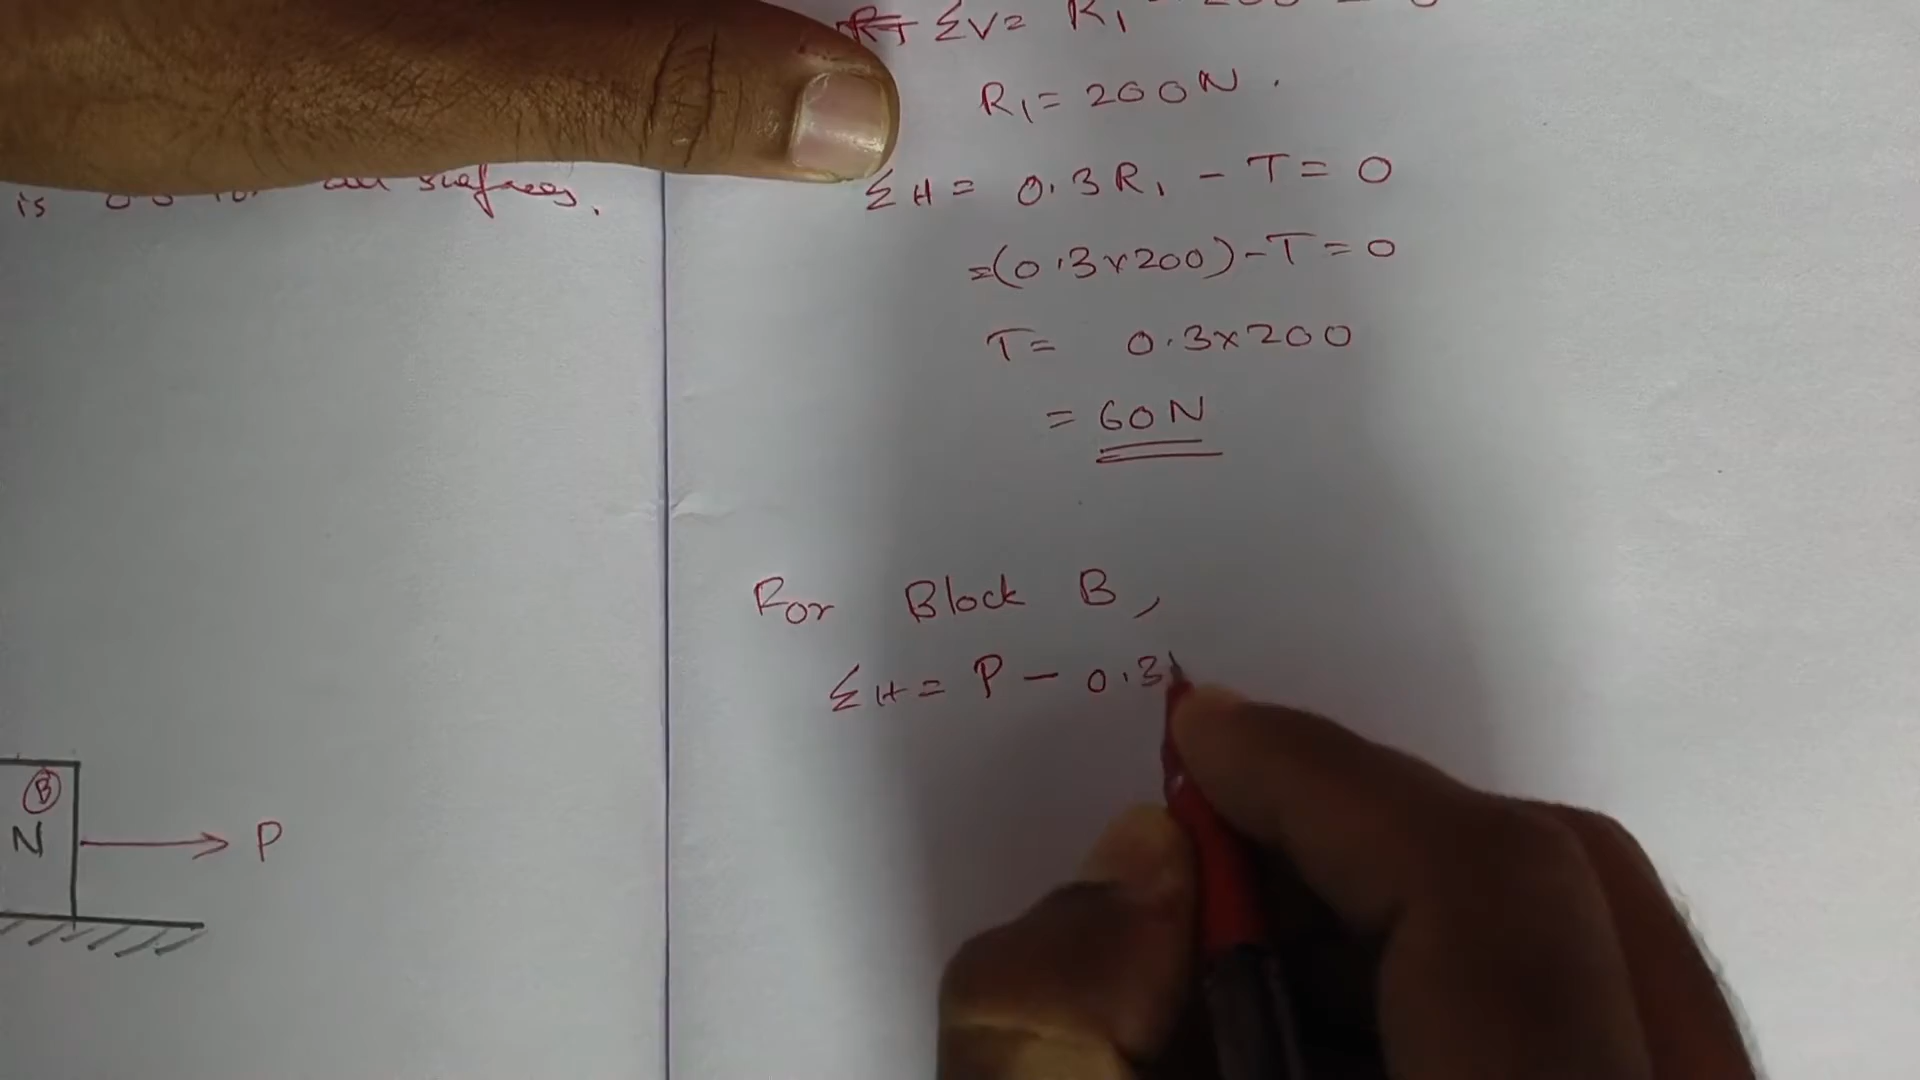 ΣV= R₁
R₁= 200N.
is all
ΣH = 0.3R₁ - T = 0
=(0.3×200)-T=0
T= 0.3×200
= 60N
For Block B,
ΣH= P - 0.3
B
N
P